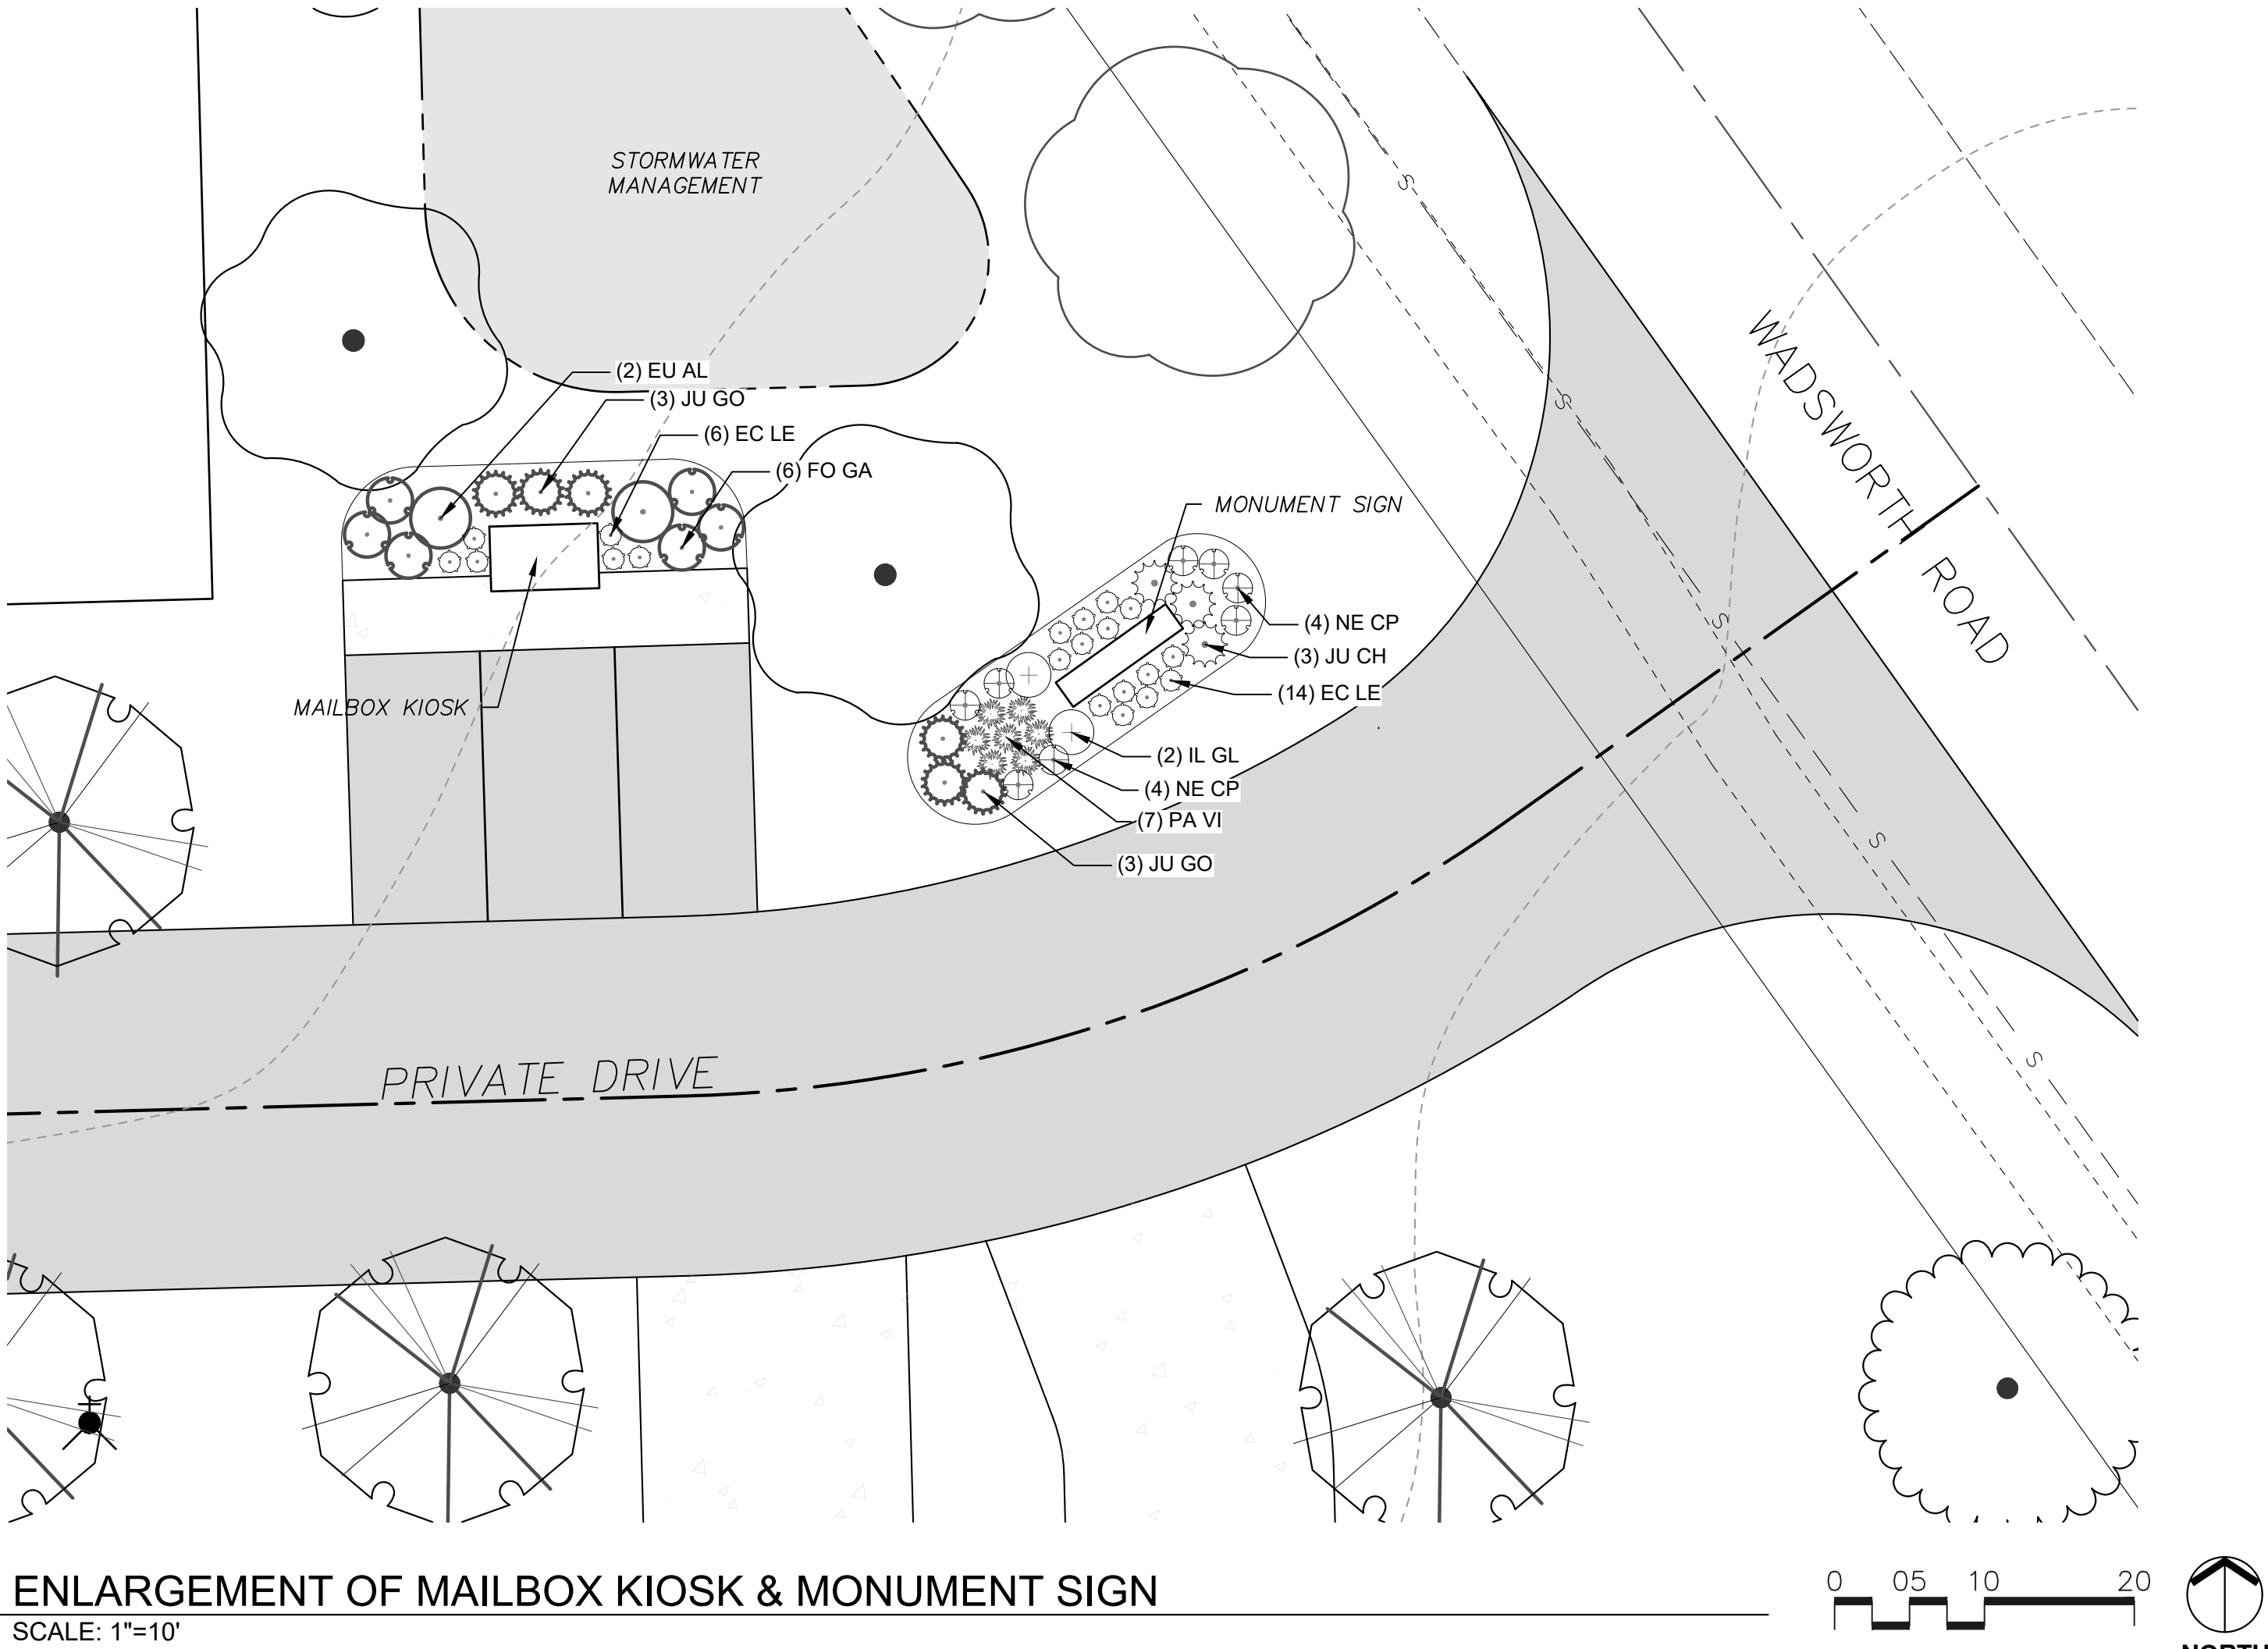 STORMWATER
MANAGEMENT
(2) EU AL
(3) JU GO
(6) EC LE
(6) FO GA
MONUMENT SIGN
WADSWORTH ROAD
(4) NE CP
(3) JU CH
(14) EC LE
MAILBOX KIOSK
(2) IL GL
(4) NE CP
(7) PA VI
(3) JU GO
PRIVATE DRIVE
S
S
S
S
S
ENLARGEMENT OF MAILBOX KIOSK & MONUMENT SIGN
SCALE: 1"=10'
0 05 10 20
NORTH